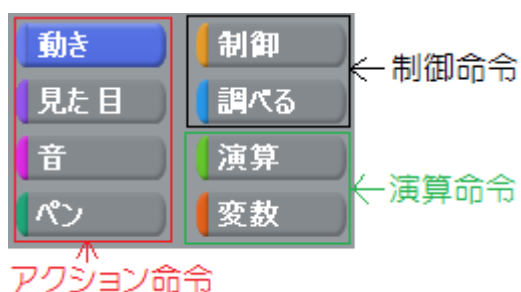 動き
制御
見た目
調べる
音
演算
ペン
変数
制御命令
演算命令
アクション命令